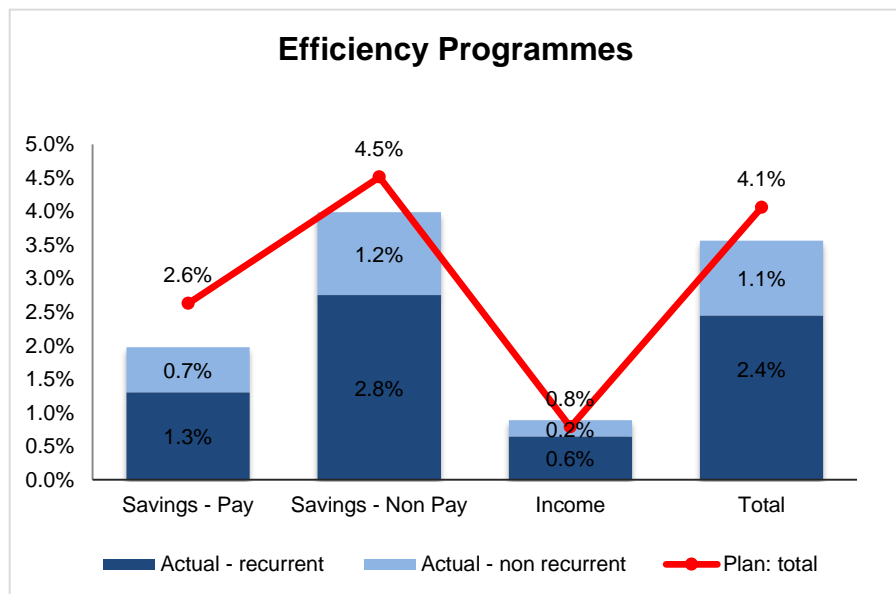 Efficiency Programmes
5.0%
4.5%
4.0%
3.5%
3.0%
2.5%
2.0%
1.5%
1.0%
0.5%
0.0%
2.6%
4.5%
0.8%
4.1%
0.7%
1.2%
0.2%
1.1%
1.3%
2.8%
0.6%
2.4%
Savings - Pay
Savings - Non Pay
Income
Total
Actual - recurrent
Actual - non recurrent
Plan: total